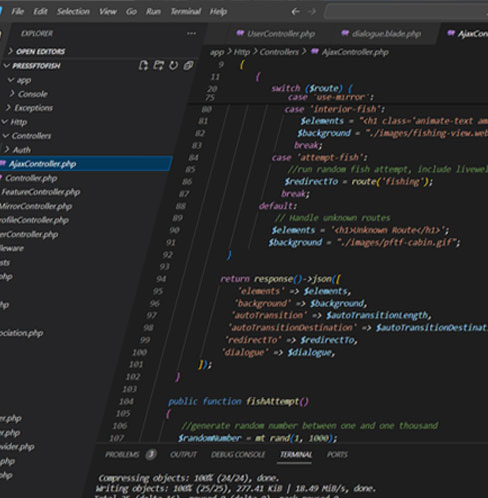 File Edit Selection View Go Run Terminal Help
EXPLORER
UserController.php dialogue.blade.php AjaxCon
OPEN EDITORS
app > Http > Controllers > AjaxController.php
PRESSFTOFISH
app
Console
Exceptions
Http
Controllers
Auth
AjaxController.php
Controller.php
FeatureController.php
MirrorController.php
rofileController.php
erController.php
leware
sts
php
php
ociation.php
er.php
r.php
vider.php
php
php
9 {
11 {
20 switch ($route) {
75 case 'use-mirror':
80 case 'interior-fish':
81 $elements = "<h1 class='animate-text am
82 $background = "./images/fishing-view.web
83 break;
84 case 'attempt-fish':
85 //run random fish attempt, include livewel
86 $redirectTo = route('fishing');
87 break;
88 default:
89 // Handle unknown routes
90 $elements = '<h1>Unknown Route</h1>';
91 $background = "./images/pftf-cabin.gif";
92 }
93
94 return response()->json([
95 'elements' => $elements,
96 'background' => $background,
97 'autoTransition' => $autoTransitionLength,
98 'autoTransitionDestination' => $autoTransitionDestinati
99 'redirectTo' => $redirectTo,
100 'dialogue' => $dialogue,
101 ]);
102 }
103
104 public function fishAttempt()
105 {
106 //generate random number between one and one thousand
107 $randomNumber = mt_rand(1, 1000);
PROBLEMS 3 OUTPUT DEBUG CONSOLE TERMINAL PORTS
Compressing objects: 100% (24/24), done.
Writing objects: 100% (25/25), 277.41 KiB | 18.49 MiB/s, done.